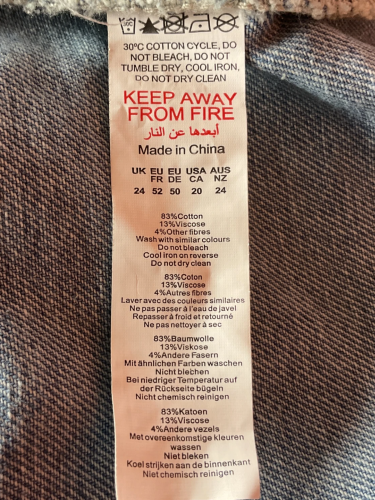 30°C COTTON CYCLE, DO
NOT BLEACH, DO NOT
TUMBLE DRY, COOL IRON,
DO NOT DRY CLEAN
KEEP AWAY
FROM FIRE
أبعدها عن النار
Made in China
UK EU EU USA AUS
FR DE CA NZ
24 52 50 20 24
83%Cotton
13%Viscose
4%Other fibres
Wash with similar colours
Do not bleach
Cool iron on reverse
Do not dry clean
83%Coton
13%Viscose
4%Autres fibres
Laver avec des couleurs similaires
Ne pas passer à l'eau de javel
Repasser à froid et retourné
Ne pas nettoyer à sec
83%Baumwolle
13%Viskose
4%Andere Fasern
Mit ähnlichen Farben waschen
Nicht blechen
Bei niedriger Temperatur auf
der Rückseite bügeln
Nicht chemisch reinigen
83%Katoen
13%Viscose
4%Andere vezels
Met overeenkomstige kleuren
wassen
Niet bleken
Koel strijken aan de binnenkant
Niet chemisch reinigen